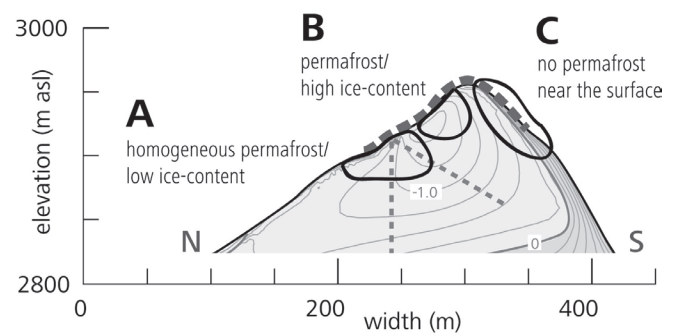 3000
B
permafrost/
high ice-content
C
no permafrost
near the surface
A
homogeneous permafrost/
low ice-content
elevation (m asl)
-1.0
N
0
S
2800
0
200
400
width (m)